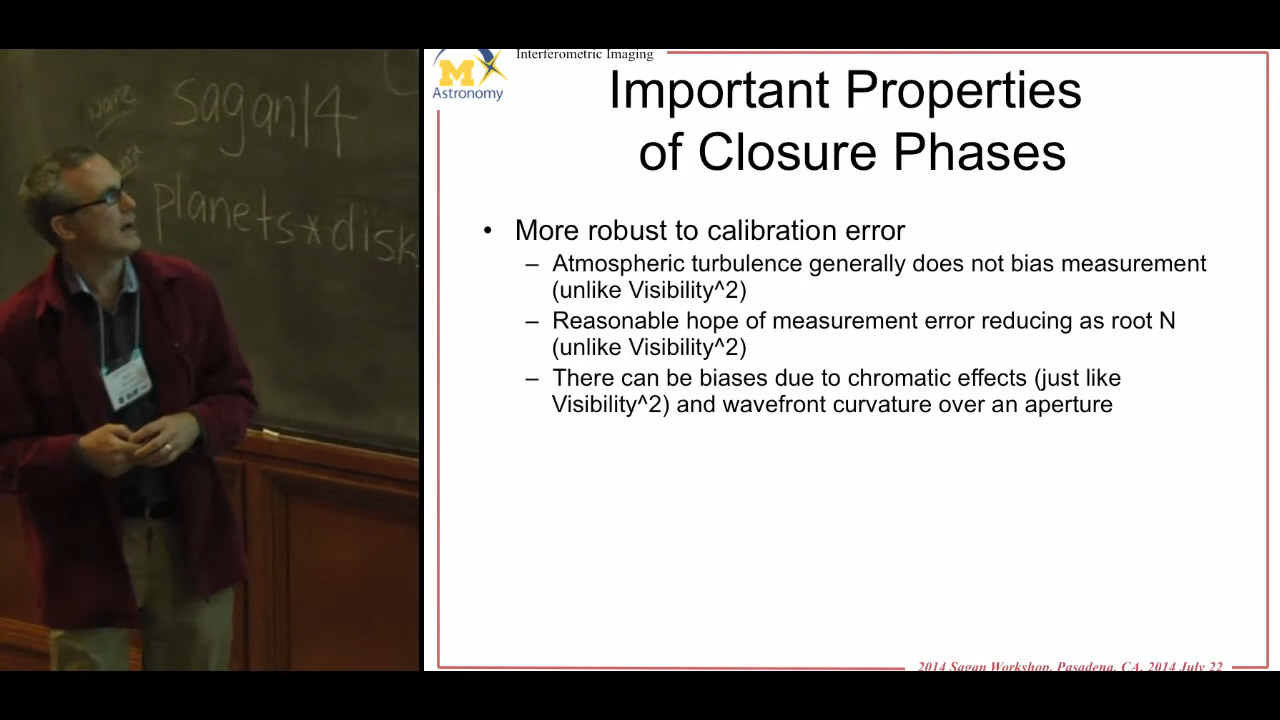 sagan14
planets*disk
Interferometric Imaging
M
Astronomy
Important Properties
of Closure Phases
• More robust to calibration error
– Atmospheric turbulence generally does not bias measurement
(unlike Visibility^2)
– Reasonable hope of measurement error reducing as root N
(unlike Visibility^2)
– There can be biases due to chromatic effects (just like
Visibility^2) and wavefront curvature over an aperture
2014 Sagan Workshop, Pasadena, CA, 2014 July 22